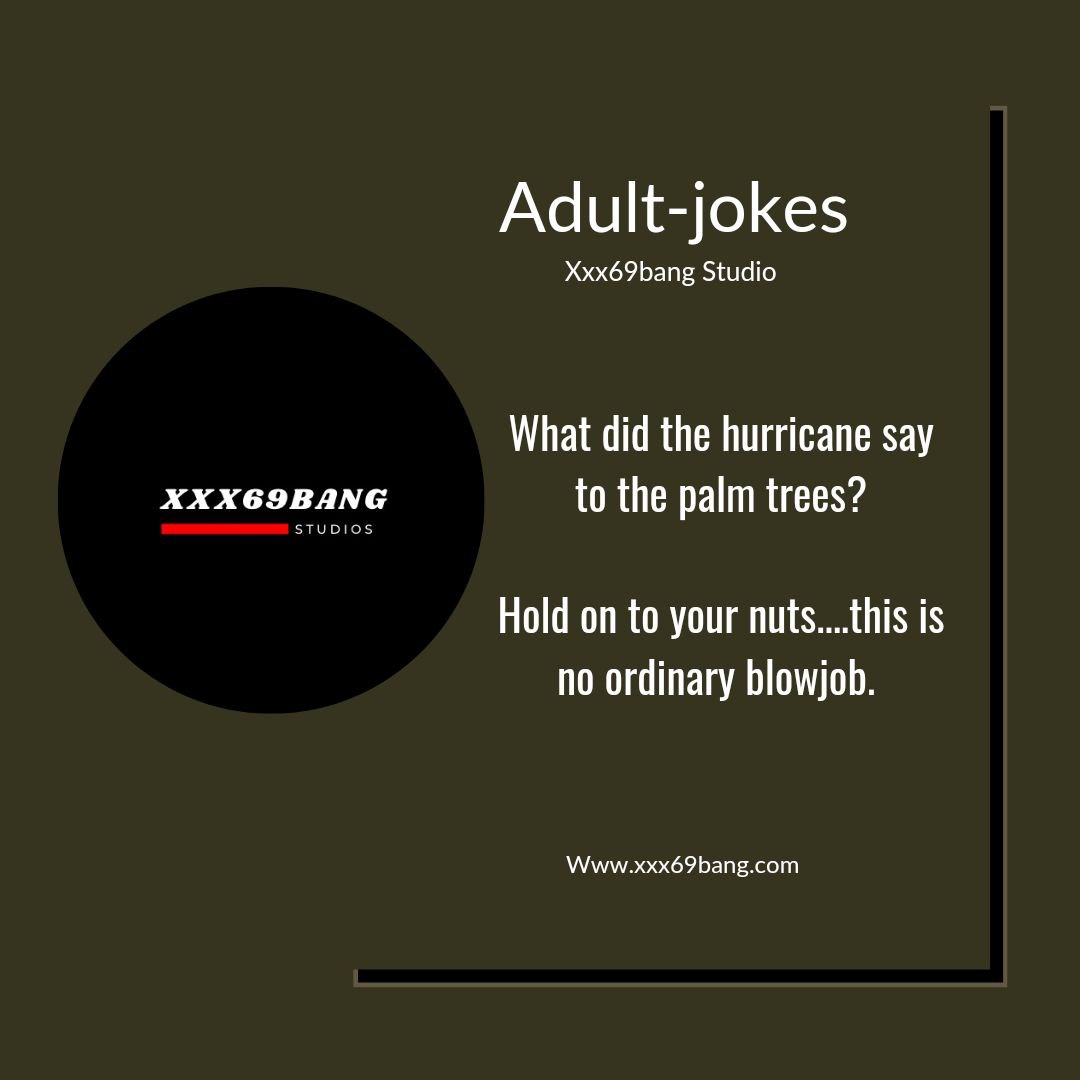 Adult-jokes
Xxx69bang Studio
XXX69BANG
STUDIOS
What did the hurricane say
to the palm trees?
Hold on to your nuts....this is
no ordinary blowjob.
Www.xxx69bang.com